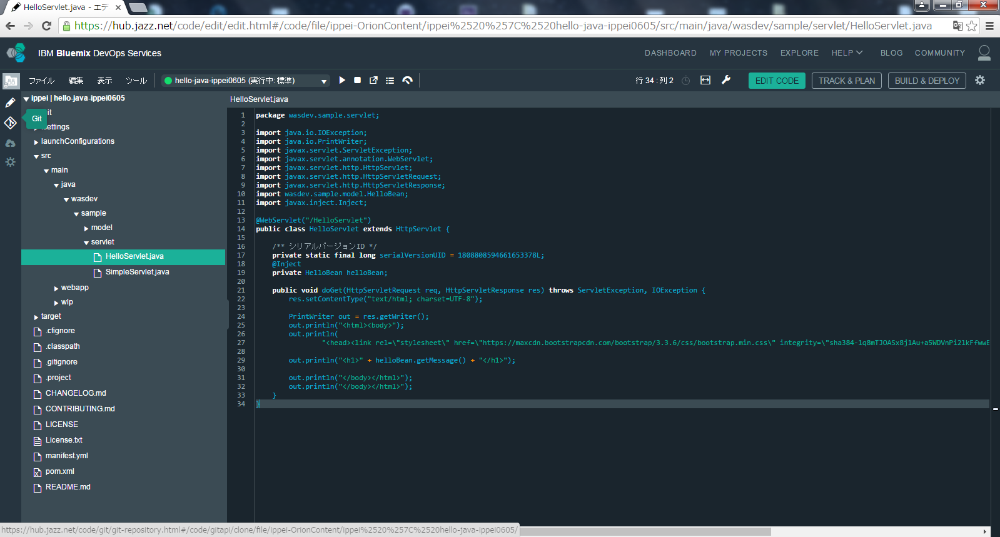 HelloServlet.java - エデ
https://hub.jazz.net/code/edit/edit.html#/code/file/ippei-OrionContent/ippei%2520%257C%2520hello-java-ippei0605/src/main/java/wasdev/sample/servlet/HelloServlet.java
IBM Bluemix DevOps Services
DASHBOARD MY PROJECTS EXPLORE HELP BLOG COMMUNITY
ファイル 編集 表示 ツール hello-java-ippei0605 (実行中: 標準) 行 34 : 列 2 EDIT CODE TRACK & PLAN BUILD & DEPLOY
ippei | hello-java-ippei0605
Git
.settings
launchConfigurations
src
main
java
wasdev
sample
model
servlet
HelloServlet.java
SimpleServlet.java
webapp
wlp
target
.cfignore
.classpath
.gitignore
.project
CHANGELOG.md
CONTRIBUTING.md
LICENSE
License.txt
manifest.yml
pom.xml
README.md
HelloServlet.java
1 package wasdev.sample.servlet;
2
3 import java.io.IOException;
4 import java.io.PrintWriter;
5 import javax.servlet.ServletException;
6 import javax.servlet.annotation.WebServlet;
7 import javax.servlet.http.HttpServlet;
8 import javax.servlet.http.HttpServletRequest;
9 import javax.servlet.http.HttpServletResponse;
10 import wasdev.sample.model.HelloBean;
11 import javax.inject.Inject;
12
13 @WebServlet("/HelloServlet")
14 public class HelloServlet extends HttpServlet {
15
16 /** シリアルバージョンID */
17 private static final long serialVersionUID = 1808808594661653378L;
18 @Inject
19 private HelloBean helloBean;
20
21 public void doGet(HttpServletRequest req, HttpServletResponse res) throws ServletException, IOException {
22 res.setContentType("text/html; charset=UTF-8");
23
24 PrintWriter out = res.getWriter();
25 out.println("<html><body>");
26 out.println(
27 "<head><link rel=\"stylesheet\" href=\"https://maxcdn.bootstrapcdn.com/bootstrap/3.3.6/css/bootstrap.min.css\" integrity=\"sha384-1q8mTJOASx8j1Au+a5WDVnPi2lkFfwwE
28
29 out.println("<h1>" + helloBean.getMessage() + "</h1>");
30
31 out.println("</body></html>");
32 out.println("</body></html>");
33 }
34 }
https://hub.jazz.net/code/git/git-repository.html#/code/gitapi/clone/file/ippei-OrionContent/ippei%2520%257C%2520hello-java-ippei0605/